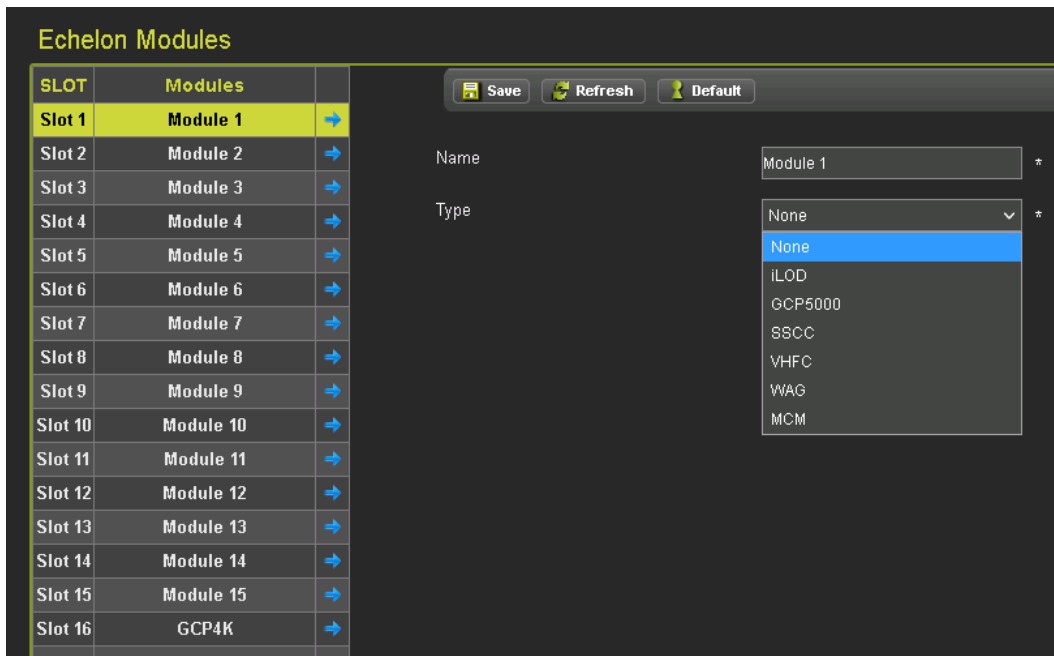 Echelon Modules
SLOT Modules
Save Refresh Default
Slot 1 Module 1
Slot 2 Module 2
Slot 3 Module 3
Slot 4 Module 4
Slot 5 Module 5
Slot 6 Module 6
Slot 7 Module 7
Slot 8 Module 8
Slot 9 Module 9
Slot 10 Module 10
Slot 11 Module 11
Slot 12 Module 12
Slot 13 Module 13
Slot 14 Module 14
Slot 15 Module 15
Slot 16 GCP4K
Name Module 1 *
Type None *
None
iLOD
GCP5000
SSCC
VHFC
WAG
MCM